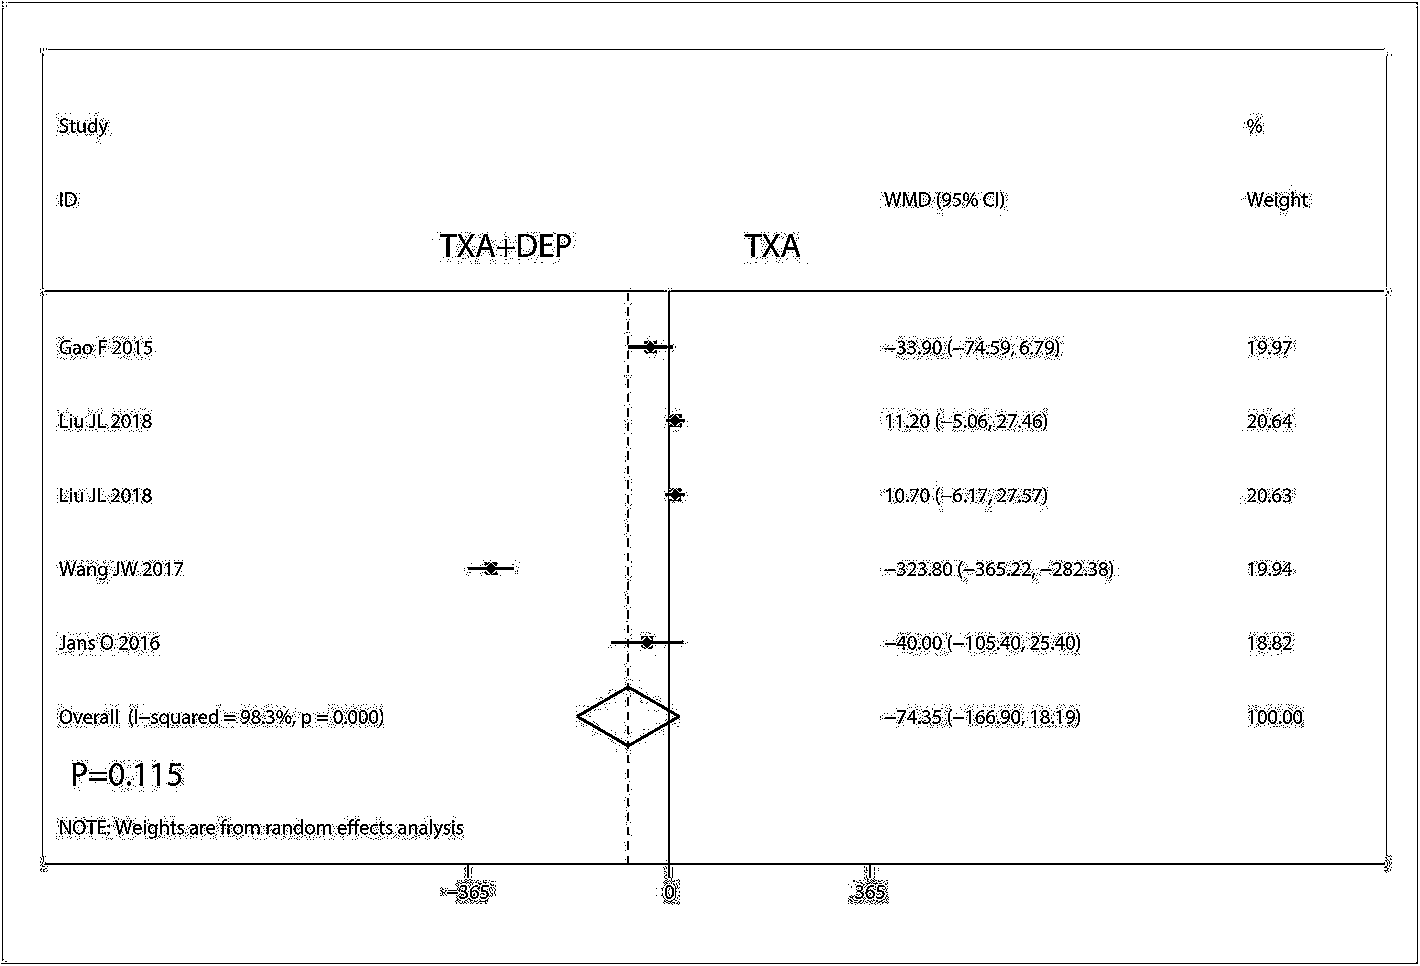 Study %
ID WMD (95% CI) Weight
TXA+DEP TXA
Gao F 2015 −33.90 (−74.59, 6.79) 19.97
Liu JL 2018 11.20 (−5.06, 27.46) 20.64
Liu JL 2018 10.70 (−6.17, 27.57) 20.63
Wang JW 2017 −323.80 (−365.22, −282.38) 19.94
Jans O 2016 −40.00 (−105.40, 25.40) 18.82
Overall (I−squared = 98.3%, p = 0.000) −74.35 (−166.90, 18.19) 100.00
P=0.115
NOTE: Weights are from random effects analysis
−365 0 365